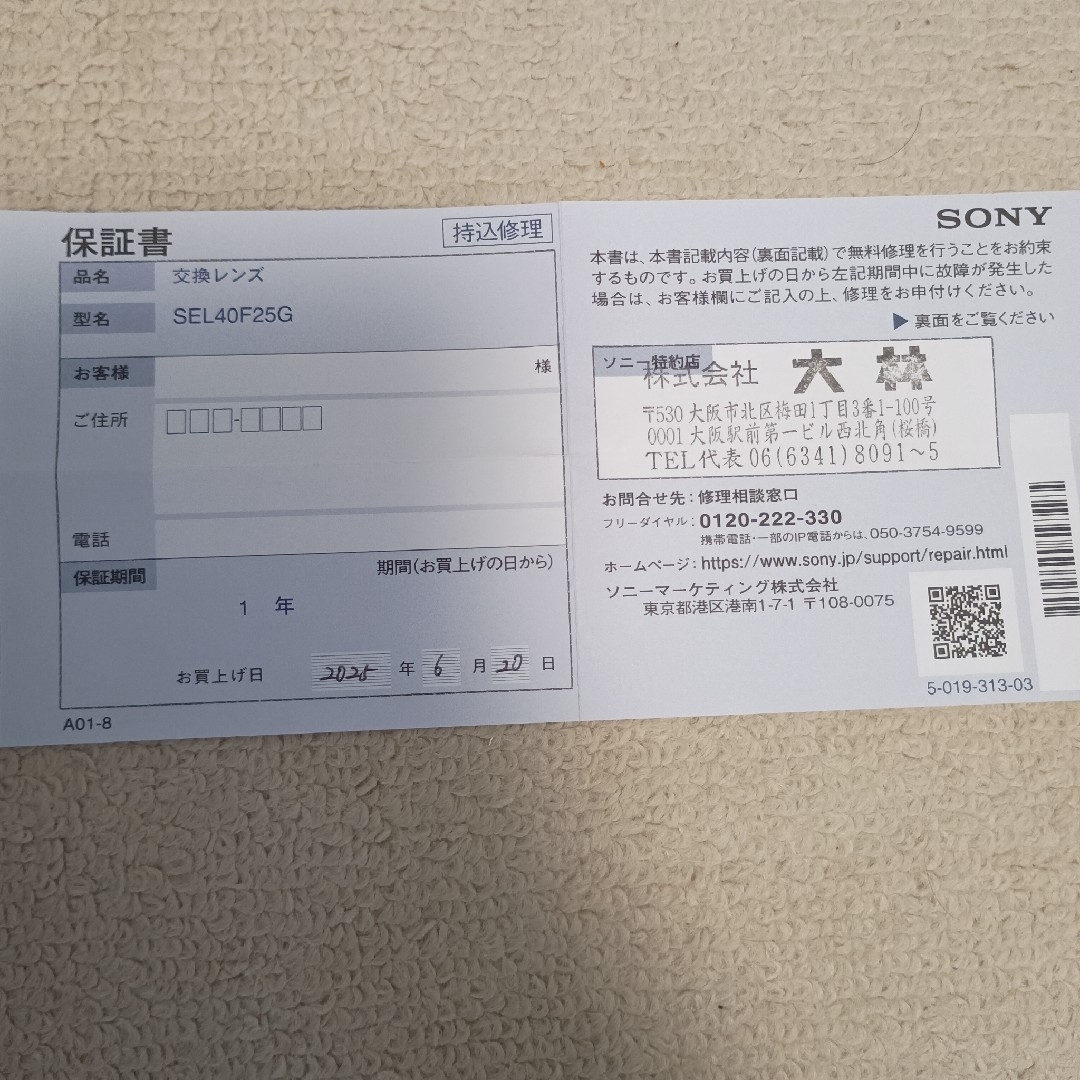 保証書
持込修理
品名 交換レンズ
型名 SEL40F25G
お客様 様
ご住所 □□□-□□□□
電話
保証期間 期間(お買上げの日から)
1 年
お買上げ日 2025 年 6 月 20 日
A01-8
SONY
本書は、本書記載内容(裏面記載)で無料修理を行うことをお約束
するものです。お買上げの日から左記期間中に故障が発生した
場合は、お客様欄にご記入の上、修理をお申付けください。
▶裏面をご覧ください
ソニー特約店
株式会社 大林
〒530 大阪市北区梅田1丁目3番1-100号
0001 大阪駅前第一ビル西北角(桜橋)
TEL代表 06(6341)8091～5
お問合せ先:修理相談窓口
フリーダイヤル:0120-222-330
携帯電話・一部のIP電話からは、050-3754-9599
ホームページ:https://www.sony.jp/support/repair.html
ソニーマーケティング株式会社
東京都港区港南1-7-1 〒108-0075
5-019-313-03